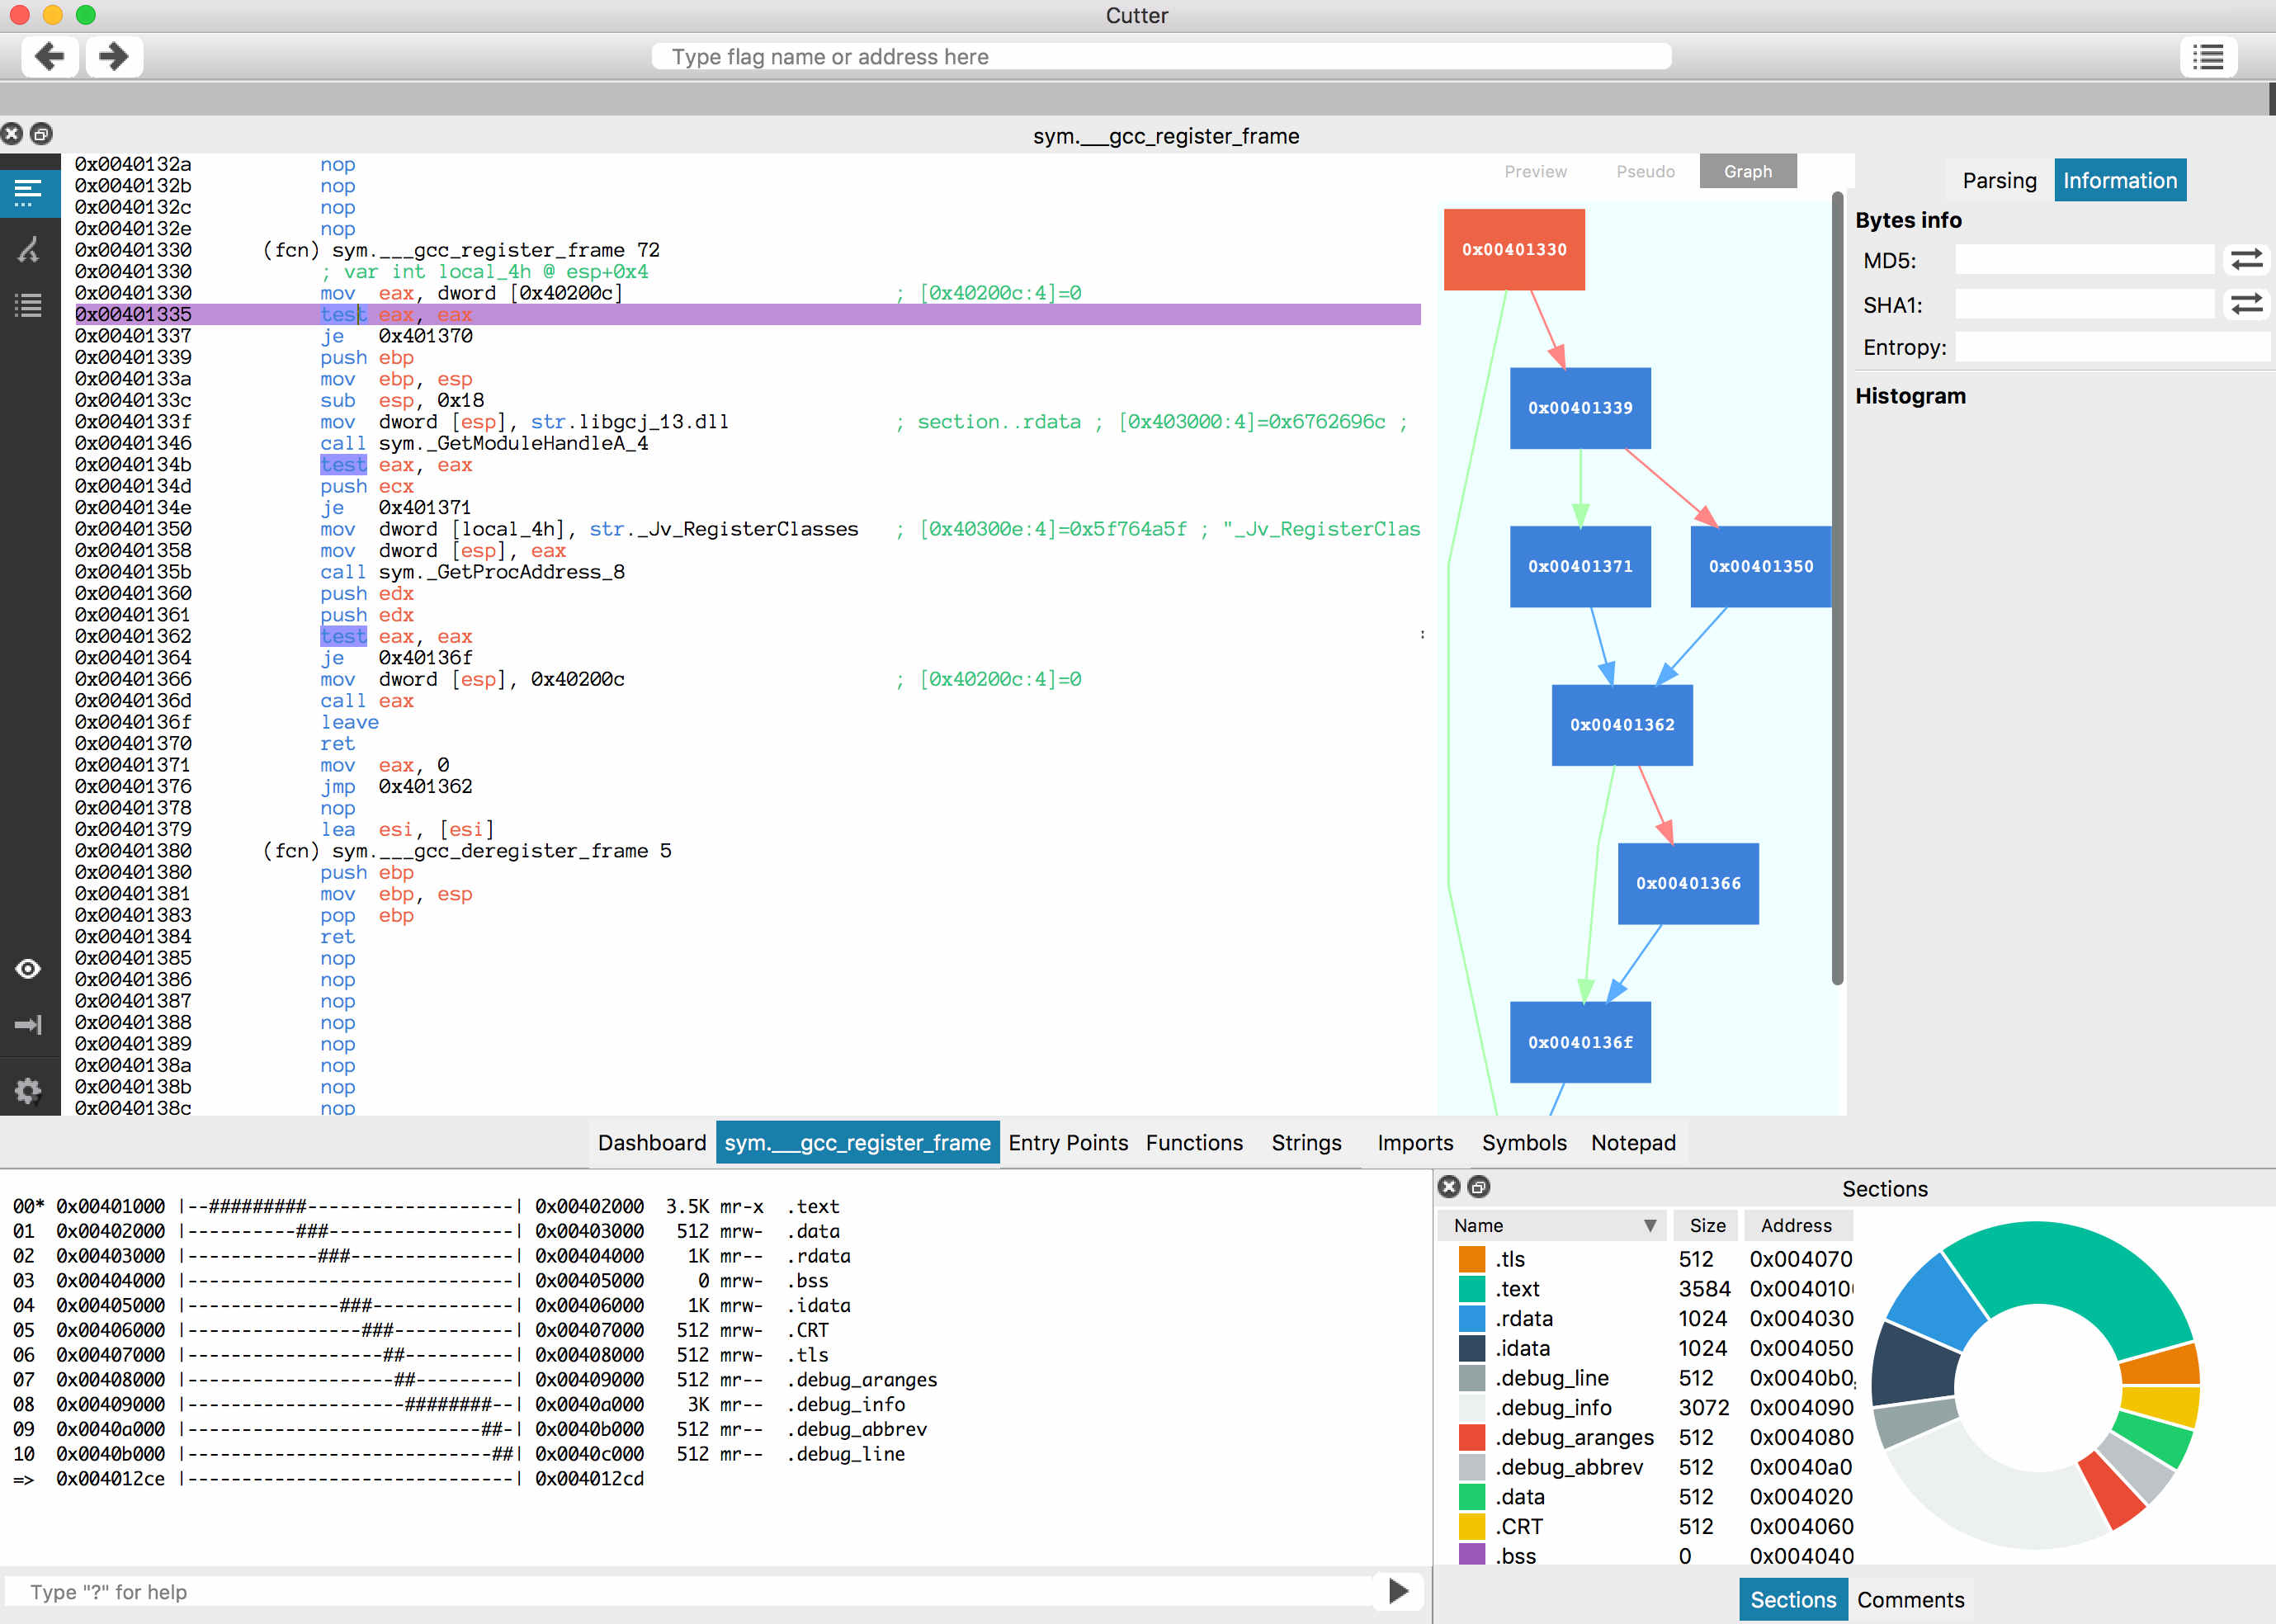 Cutter
Type flag name or address here
sym.___gcc_register_frame
0x0040132a nop
0x0040132b nop
0x0040132c nop
0x0040132e nop
0x00401330 (fcn) sym.___gcc_register_frame 72
0x00401330 ; var int local_4h @ esp+0x4
0x00401330 mov eax, dword [0x40200c] ; [0x40200c:4]=0
0x00401335 test eax, eax
0x00401337 je 0x401370
0x00401339 push ebp
0x0040133a mov ebp, esp
0x0040133c sub esp, 0x18
0x0040133f mov dword [esp], str.libgcj_13.dll ; section..rdata ; [0x403000:4]=0x6762696c ;
0x00401346 call sym._GetModuleHandleA_4
0x0040134b test eax, eax
0x0040134d push ecx
0x0040134e je 0x401371
0x00401350 mov dword [local_4h], str._Jv_RegisterClasses ; [0x40300e:4]=0x5f764a5f ; "_Jv_RegisterClas
0x00401358 mov dword [esp], eax
0x0040135b call sym._GetProcAddress_8
0x00401360 push edx
0x00401361 push edx
0x00401362 test eax, eax
0x00401364 je 0x40136f
0x00401366 mov dword [esp], 0x40200c ; [0x40200c:4]=0
0x0040136d call eax
0x0040136f leave
0x00401370 ret
0x00401371 mov eax, 0
0x00401376 jmp 0x401362
0x00401378 nop
0x00401379 lea esi, [esi]
0x00401380 (fcn) sym.___gcc_deregister_frame 5
0x00401380 push ebp
0x00401381 mov ebp, esp
0x00401383 pop ebp
0x00401384 ret
0x00401385 nop
0x00401386 nop
0x00401387 nop
0x00401388 nop
0x00401389 nop
0x0040138a nop
0x0040138b nop
0x0040138c nop
Preview Pseudo Graph
0x00401330
0x00401339
0x00401371 0x00401350
0x00401362
0x00401366
0x0040136f
Parsing Information
Bytes info
MD5:
SHA1:
Entropy:
Histogram
Dashboard sym.___gcc_register_frame Entry Points Functions Strings Imports Symbols Notepad
00* 0x00401000 |--#########-------------------| 0x00402000 3.5K mr-x .text
01 0x00402000 |----------###-----------------| 0x00403000 512 mrw- .data
02 0x00403000 |------------###---------------| 0x00404000 1K mr-- .rdata
03 0x00404000 |------------------------------| 0x00405000 0 mrw- .bss
04 0x00405000 |--------------###-------------| 0x00406000 1K mrw- .idata
05 0x00406000 |----------------###-----------| 0x00407000 512 mrw- .CRT
06 0x00407000 |------------------##----------| 0x00408000 512 mrw- .tls
07 0x00408000 |-------------------##---------| 0x00409000 512 mr-- .debug_aranges
08 0x00409000 |--------------------########--| 0x0040a000 3K mr-- .debug_info
09 0x0040a000 |---------------------------##-| 0x0040b000 512 mr-- .debug_abbrev
10 0x0040b000 |----------------------------##| 0x0040c000 512 mr-- .debug_line
=> 0x004012ce |------------------------------| 0x004012cd
Type "?" for help
Sections
Name Size Address
.tls 512 0x004070
.text 3584 0x004010
.rdata 1024 0x004030
.idata 1024 0x004050
.debug_line 512 0x0040b0
.debug_info 3072 0x004090
.debug_aranges 512 0x004080
.debug_abbrev 512 0x0040a0
.data 512 0x004020
.CRT 512 0x004060
.bss 0 0x004040
Sections Comments